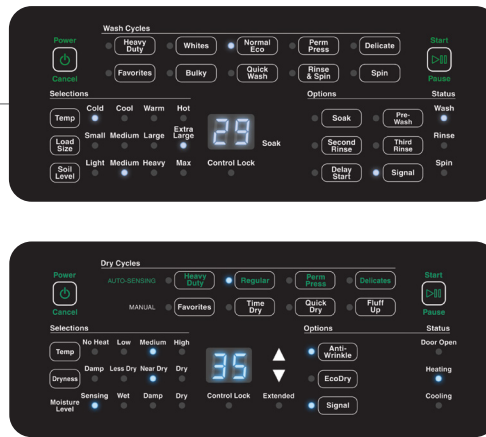 Wash Cycles
Power
Heavy Duty
Whites
Normal Eco
Perm Press
Delicate
Start
Cancel
Favorites
Bulky
Quick Wash
Rinse & Spin
Spin
Pause
Selections
Options
Status
Cold Cool Warm Hot
Wash
Temp
29
Soak
Pre-Wash
Small Medium Large Extra Large
Rinse
Load Size
Soak
Second Rinse
Third Rinse
Light Medium Heavy Max
Control Lock
Spin
Soil Level
Delay Start
Signal
Dry Cycles
Power
AUTO-SENSING
Heavy Duty
Regular
Perm Press
Delicates
Start
Cancel
MANUAL
Favorites
Time Dry
Quick Dry
Fluff Up
Pause
Selections
Options
Status
No Heat Low Medium High
Door Open
Temp
35
Anti-Wrinkle
Damp Less Dry Near Dry Dry
Heating
Dryness
EcoDry
Sensing Wet Damp Dry
Control Lock
Extended
Cooling
Moisture Level
Signal